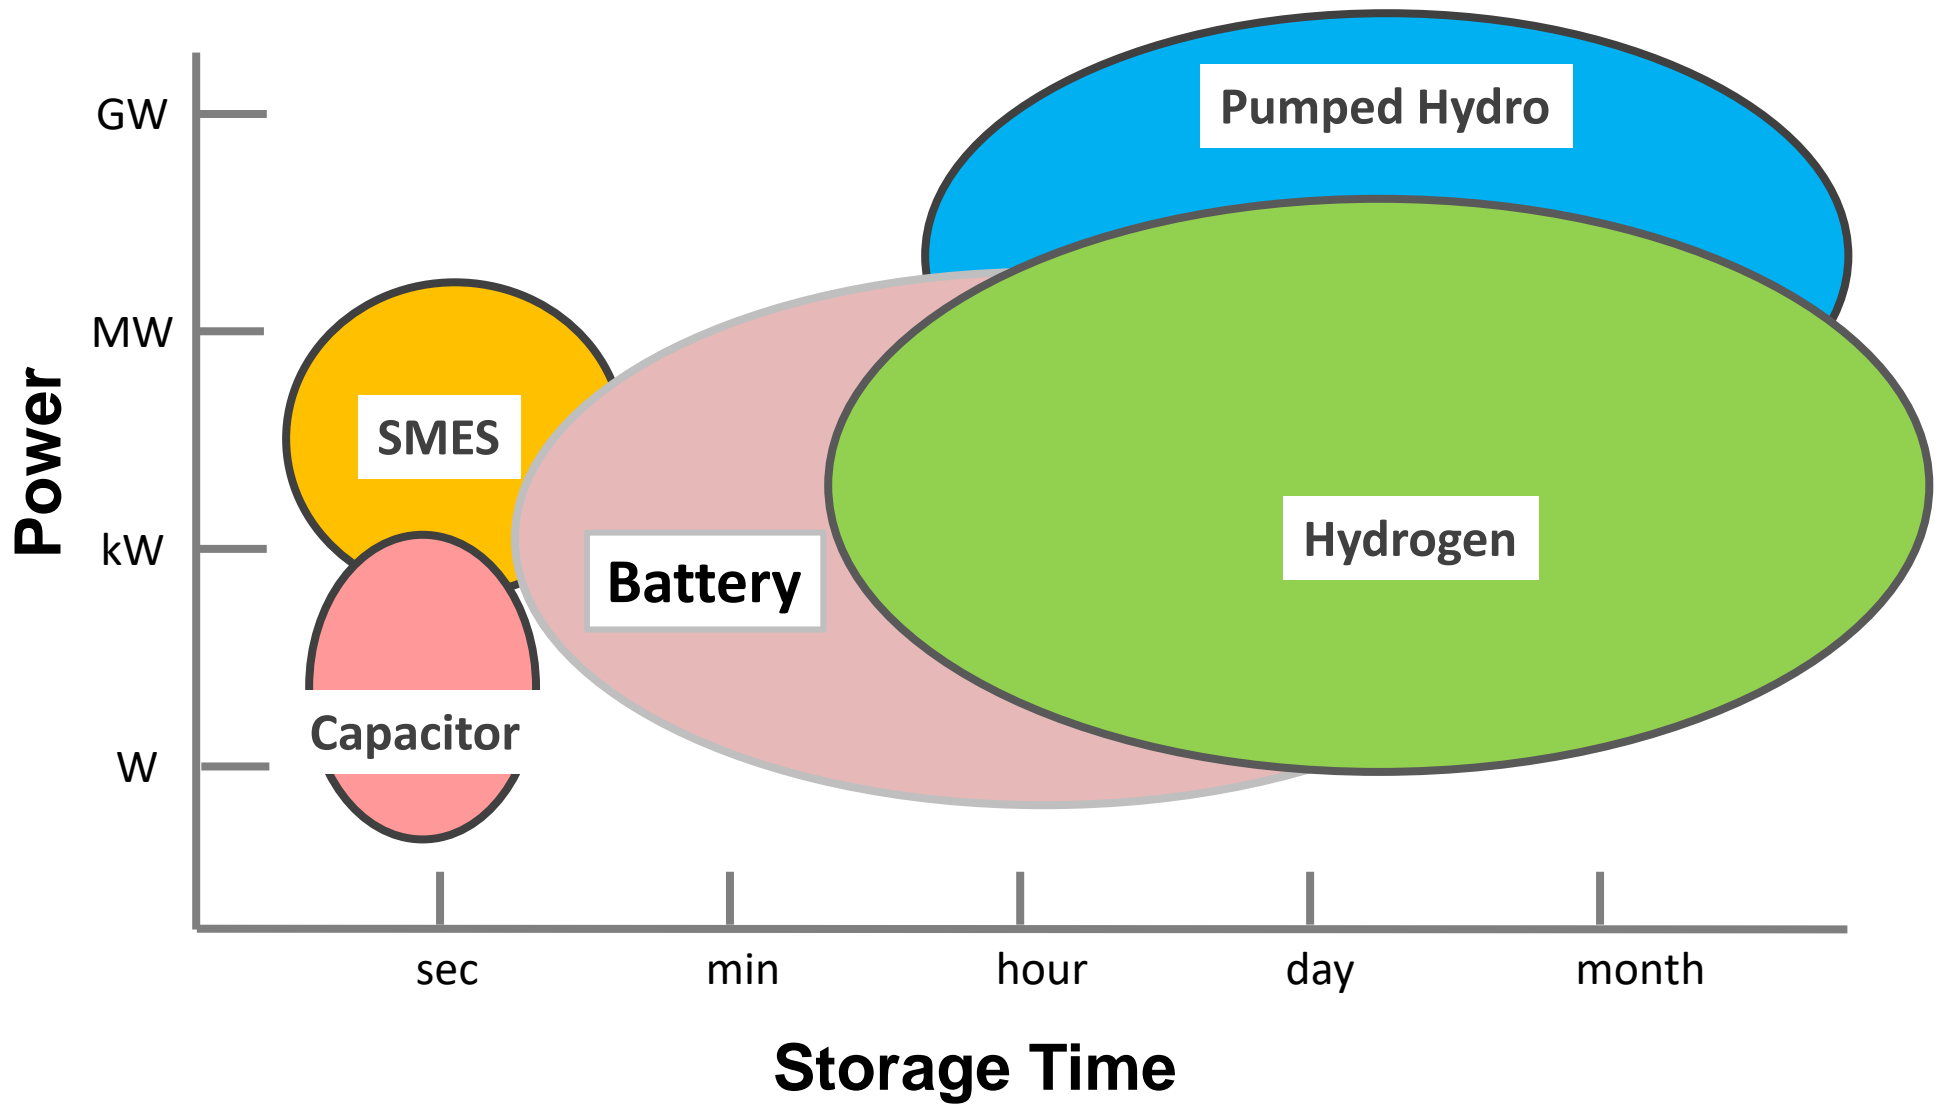 GW
Pumped Hydro
MW
Power
SMES
kW
Hydrogen
Battery
Capacitor
W
sec
min
hour
day
month
Storage Time